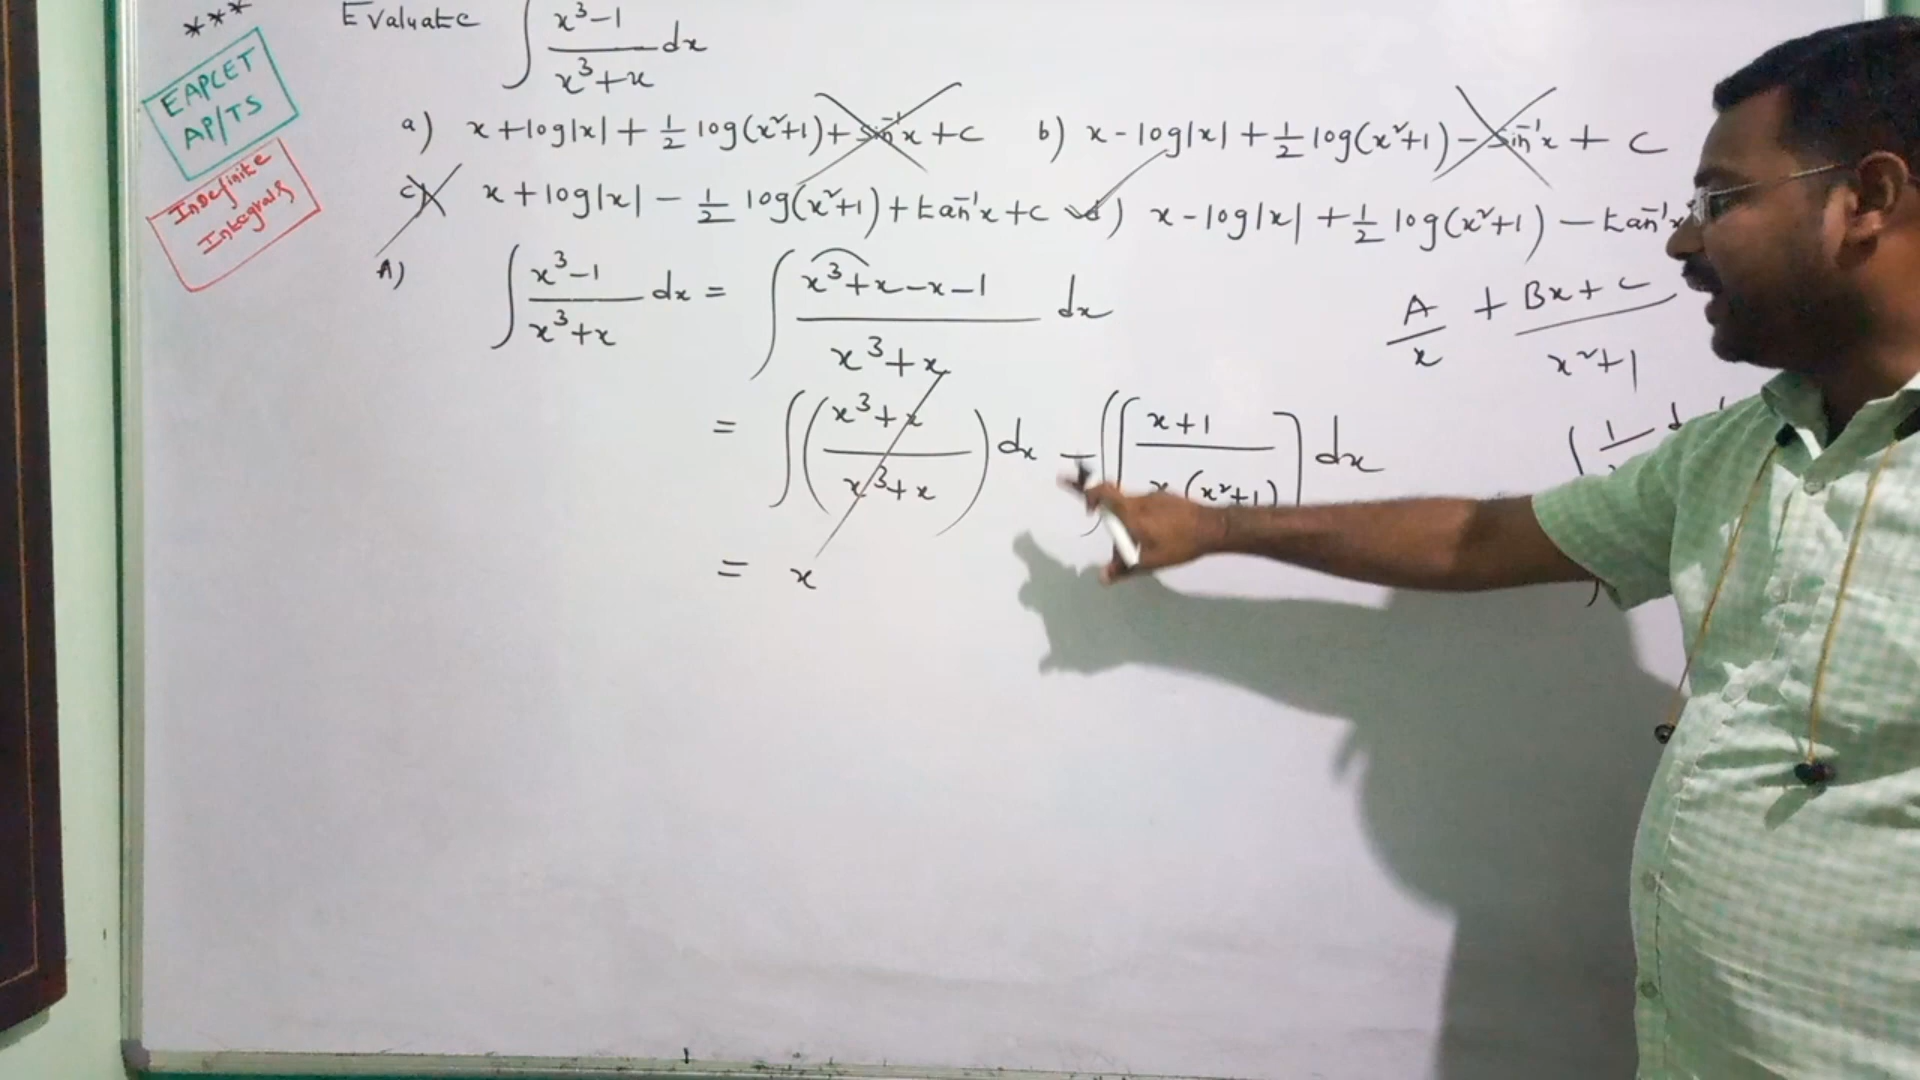 ***
EAPCET
AP/TS
Indefinite
Integrals
Evaluate ∫ (x³-1)/(x³+x) dx
a) x + log|x| + 1/2 log(x²+1) + sin⁻¹x + c b) x - log|x| + 1/2 log(x²+1) - sin⁻¹x + c
c) x + log|x| - 1/2 log(x²+1) + tan⁻¹x + c d) x - log|x| + 1/2 log(x²+1) - tan⁻¹x
A) ∫ (x³-1)/(x³+x) dx = ∫ (x³+x-x-1)/(x³+x) dx
A/x + (Bx+c)/(x²+1)
= ∫ ((x³+x)/(x³+x)) dx - ∫ [(x+1)/(x(x²+1))] dx
= x